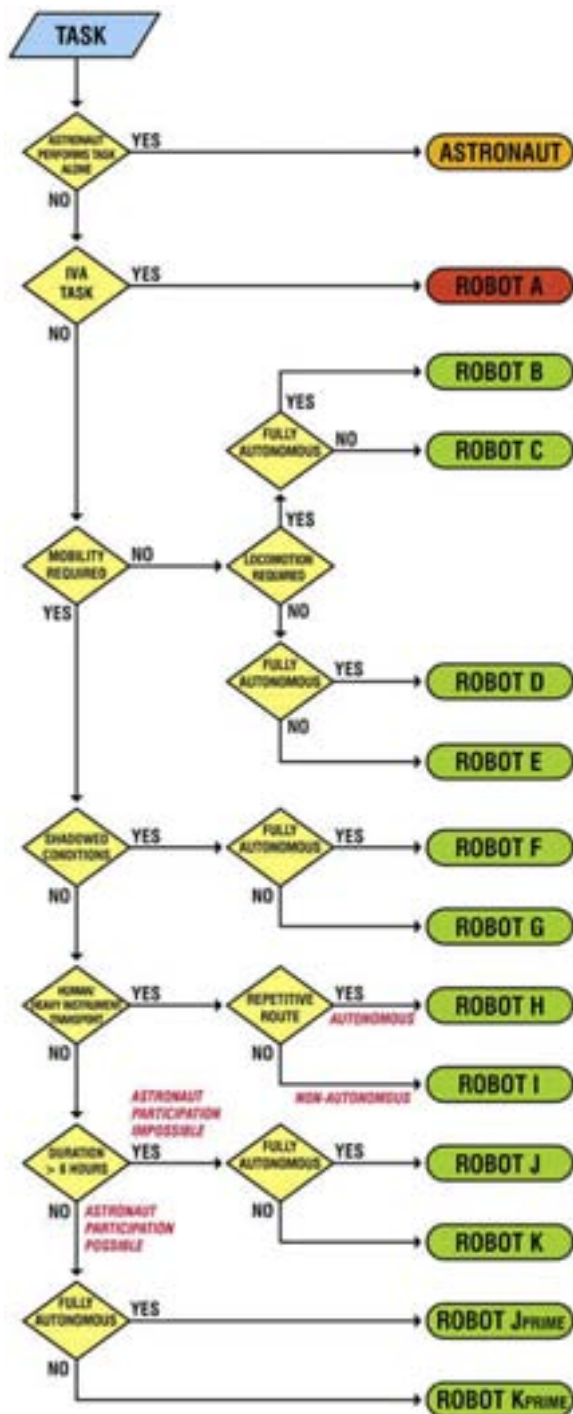 TASK
ASTRONAUT
PERFORMS TASK
ALONE
YES
ASTRONAUT
NO
IVA
TASK
YES
ROBOT A
NO
ROBOT B
YES
FULLY
AUTONOMOUS
NO
ROBOT C
YES
MOBILITY
REQUIRED
NO
LOCOMOTION
REQUIRED
YES
NO
FULLY
AUTONOMOUS
YES
ROBOT D
NO
ROBOT E
SHADOWED
CONDITIONS
YES
FULLY
AUTONOMOUS
YES
ROBOT F
NO
NO
ROBOT G
HUMAN/
HEAVY INSTRUMENT
TRANSPORT
YES
REPETITIVE
ROUTE
YES
AUTONOMOUS
ROBOT H
NO
NO
NON-AUTONOMOUS
ROBOT I
ASTRONAUT
PARTICIPATION
IMPOSSIBLE
DURATION
> 8 HOURS
YES
FULLY
AUTONOMOUS
YES
ROBOT J
NO
ASTRONAUT
PARTICIPATION
POSSIBLE
NO
ROBOT K
FULLY
AUTONOMOUS
YES
ROBOT JPRIME
NO
ROBOT KPRIME